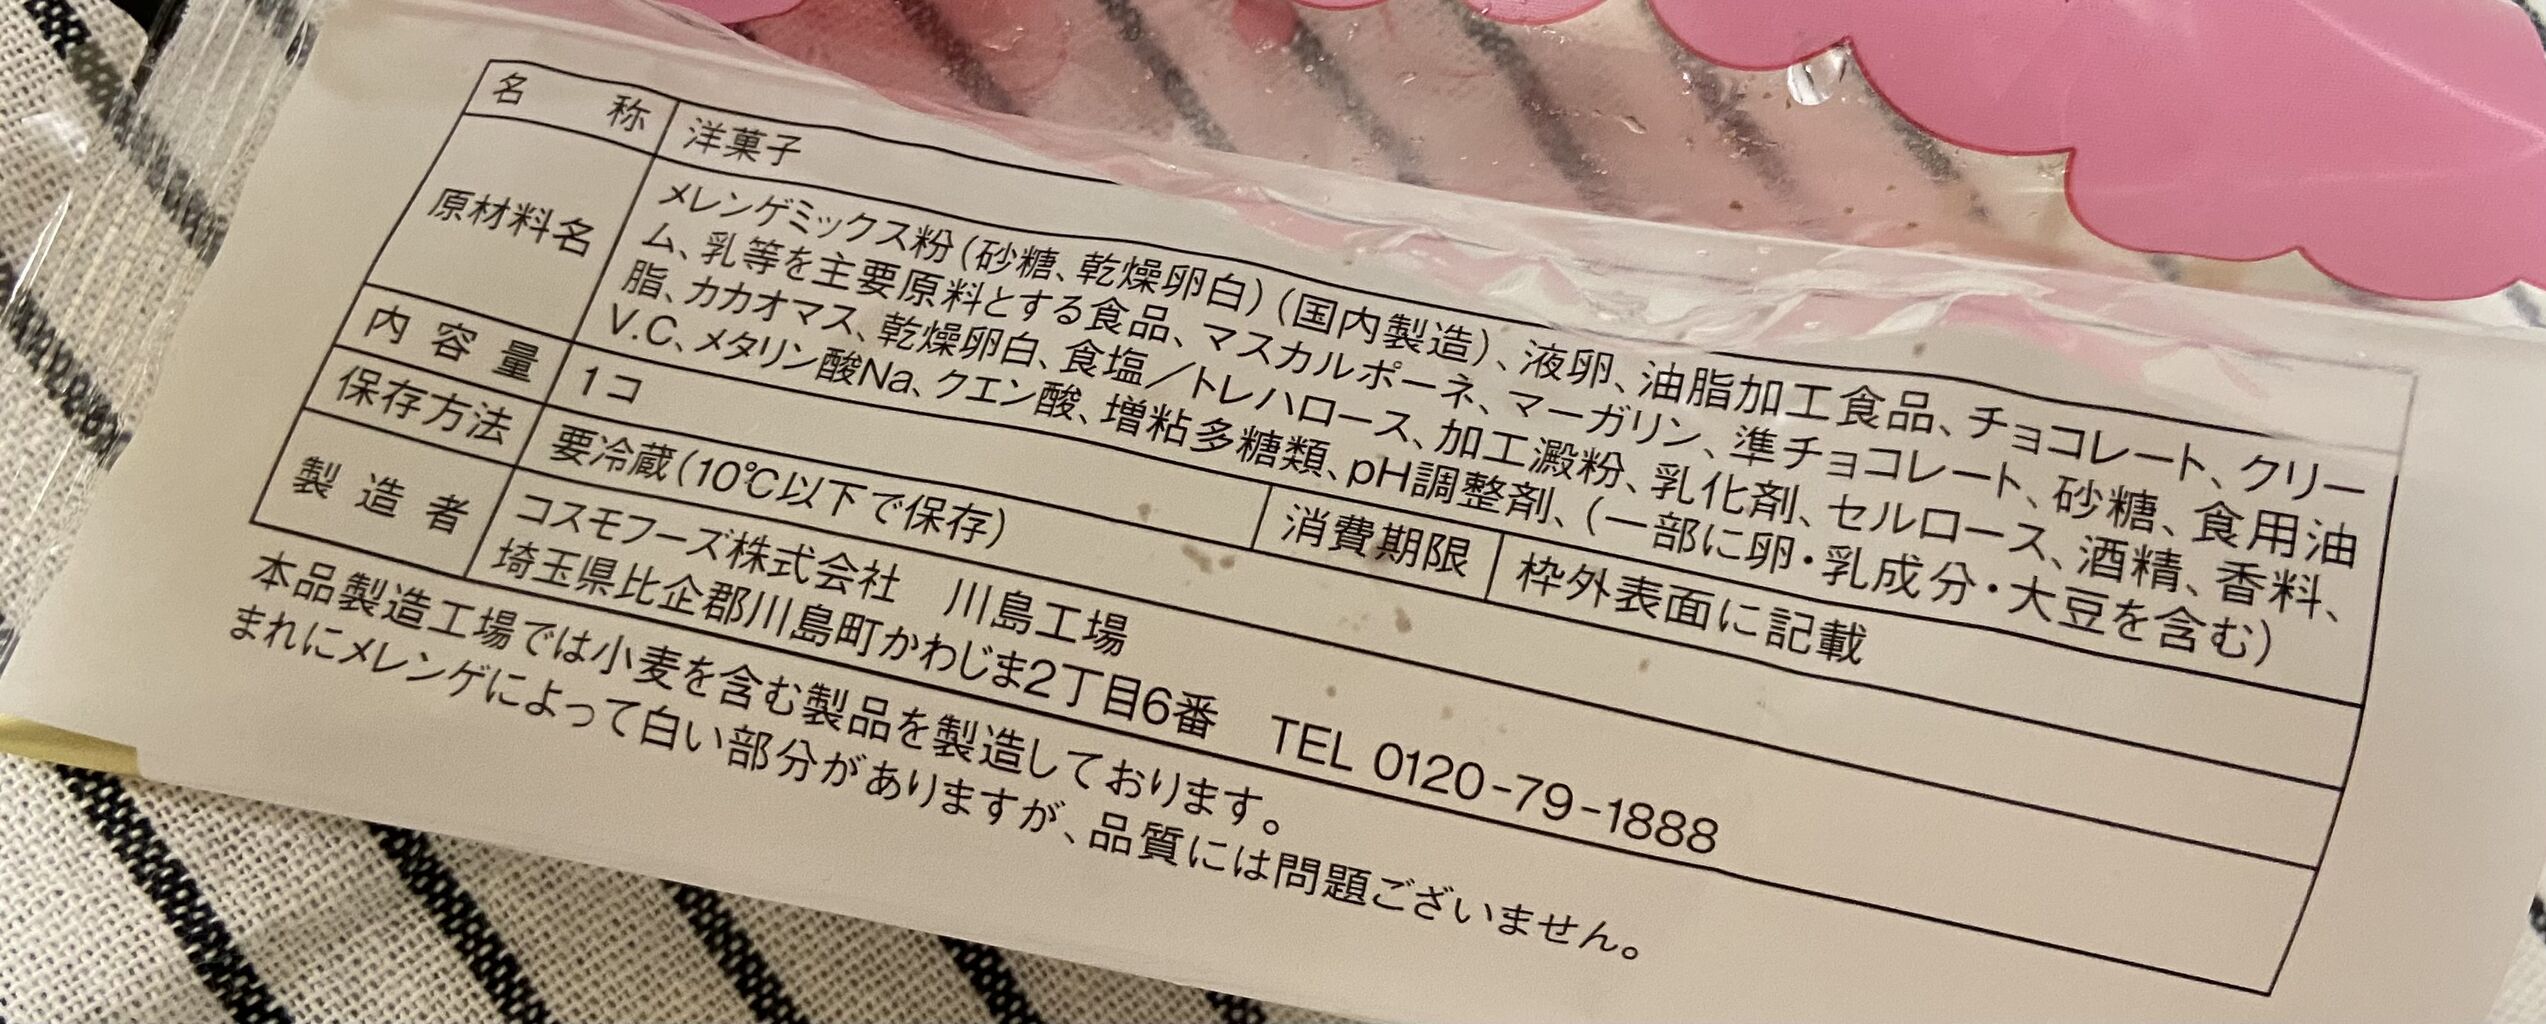 名称 洋菓子
原材料名 メレンゲミックス粉(砂糖、乾燥卵白)(国内製造)、液卵、油脂加工食品、チョコレート、クリー
ム、乳等を主要原料とする食品、マスカルポーネ、マーガリン、準チョコレート、砂糖、食用油
脂、カカオマス、乾燥卵白、食塩／トレハロース、加工澱粉、乳化剤、セルロース、酒精、香料、
V.C、メタリン酸Na、クエン酸、増粘多糖類、pH調整剤、(一部に卵・乳成分・大豆を含む)
内容量 1コ 消費期限 枠外表面に記載
保存方法 要冷蔵(10℃以下で保存)
製造者 コスモフーズ株式会社 川島工場
埼玉県比企郡川島町かわじま2丁目6番 TEL 0120-79-1888
本品製造工場では小麦を含む製品を製造しております。
まれにメレンゲによって白い部分がありますが、品質には問題ございません。